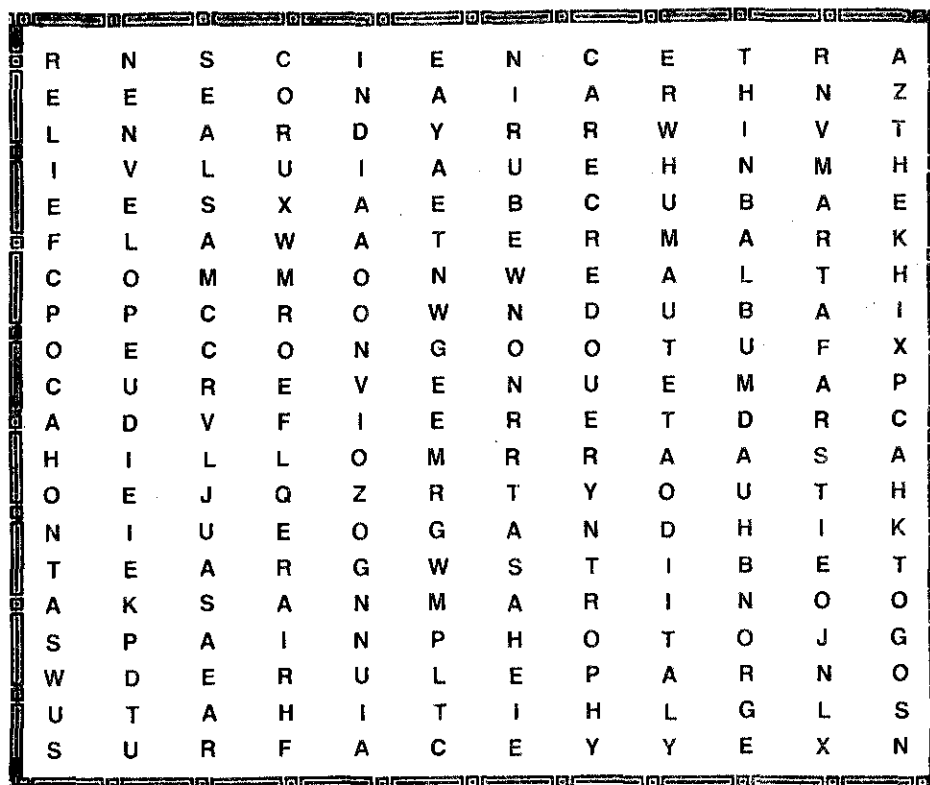 R N S C I E N C E T R A
E E E O N A I A R H N Z
L N A R D Y R R W I V T
I V L U I A U E H N M H
E E S X A E B C U B A E
F L A W A T E R M A R K
C O M M O N W E A L T H
P P C R O W N D U B A I
O E C O N G O O T U F X
C U R E V E N U E M A P
A D V F I E R E T D R C
H I L L O M R R A A S A
O E J Q Z R T Y O U T H
N I U E O G A N D H I K
T E A R G W S T I B E T
A K S A N M A R I N O O
S P A I N P H O T O J G
W D E R U L E P A R N O
U T A H I T I H L G L S
S U R F A C E Y Y E X N